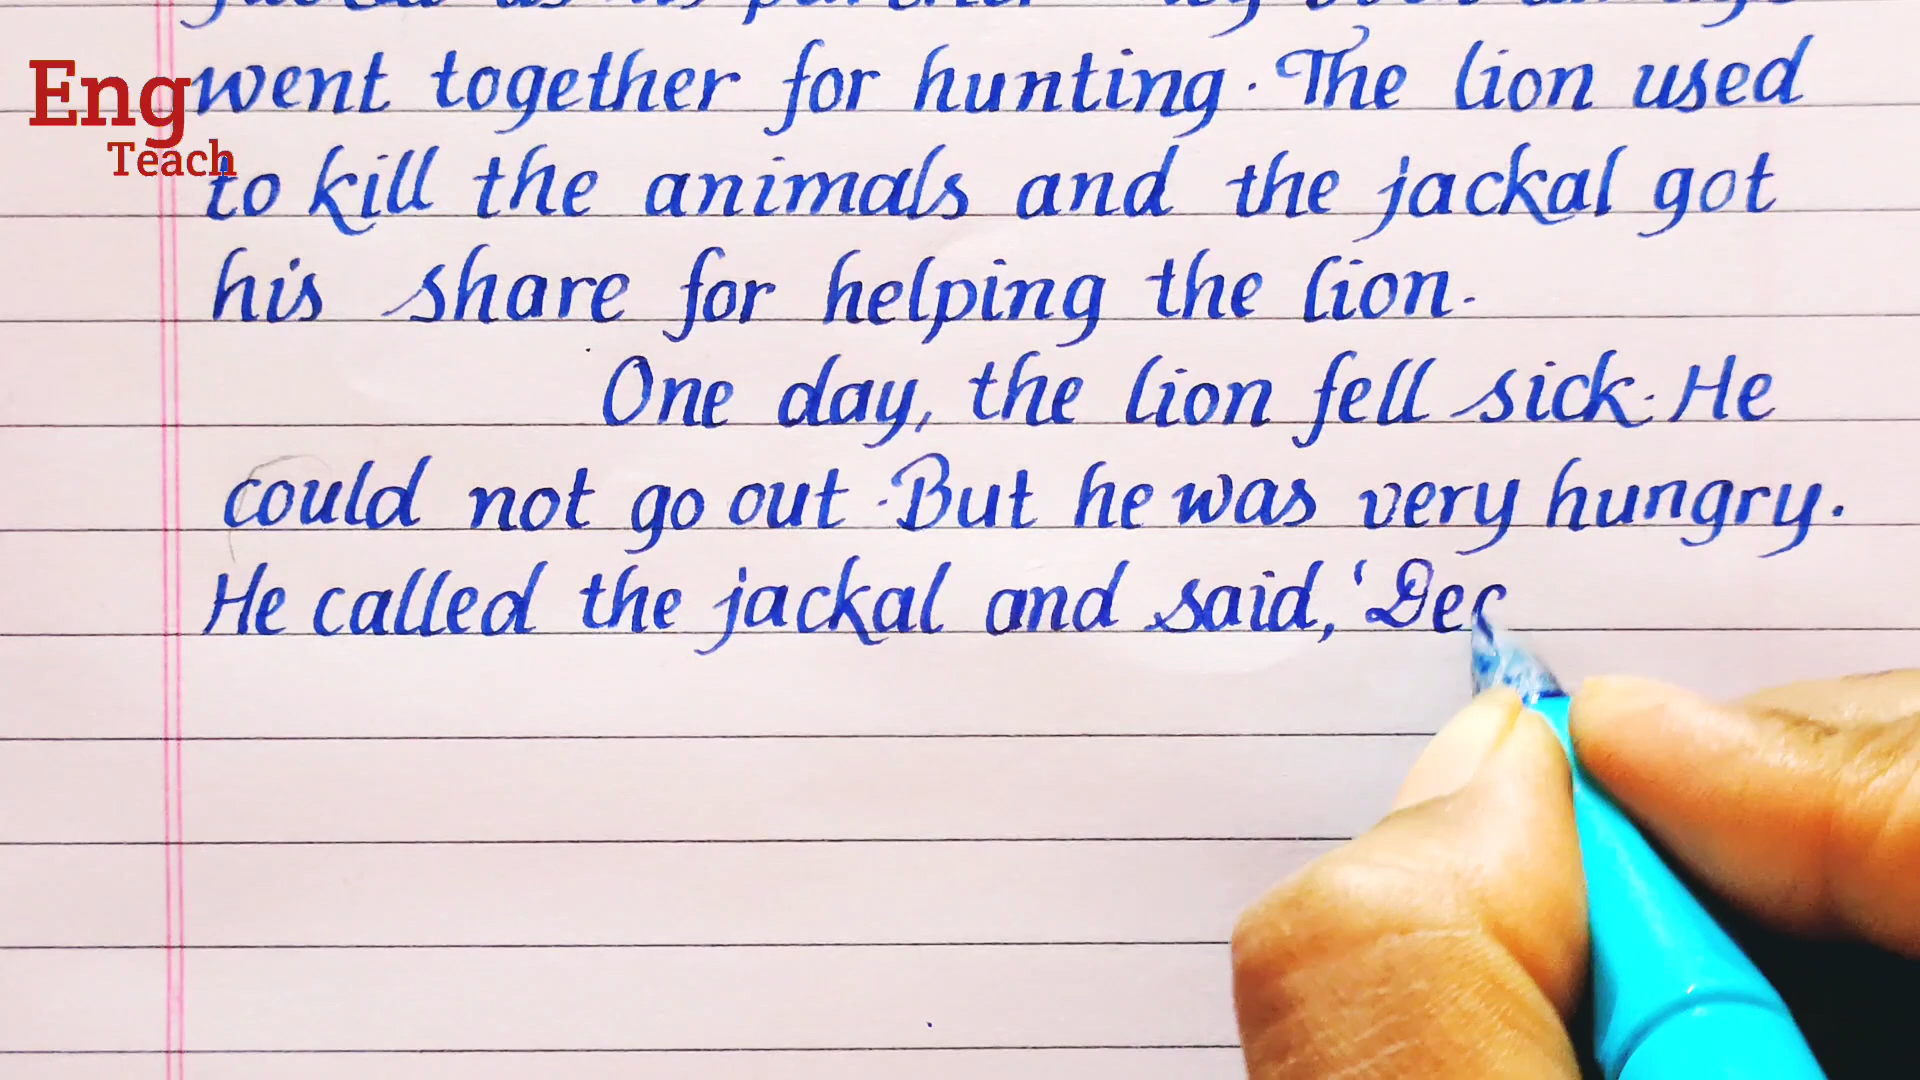 went together for hunting. The lion used
to kill the animals and the jackal got
his share for helping the lion.
One day, the lion fell sick. He
could not go out. But he was very hungry.
He called the jackal and said, 'De
Eng
Teach